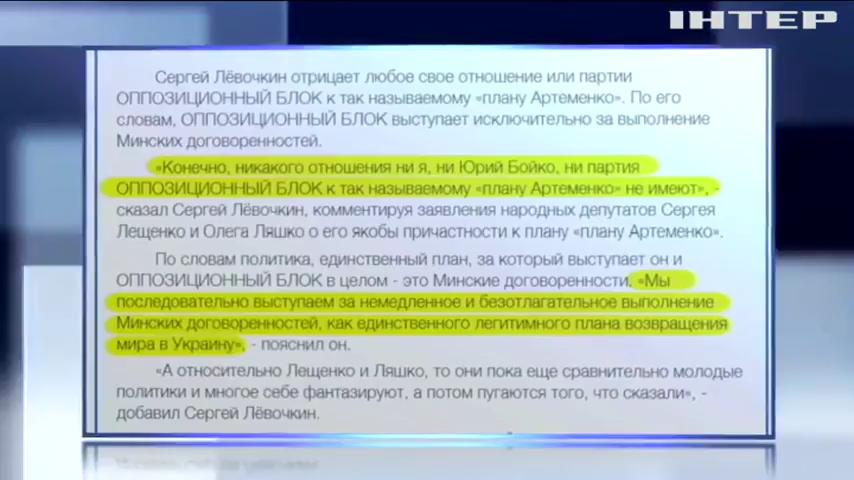 ІНТЕР
Сергей Лёвочкин отрицает любое свое отношение или партии
ОППОЗИЦИОННЫЙ БЛОК к так называемому «плану Артеменко». По его
словам, ОППОЗИЦИОННЫЙ БЛОК выступает исключительно за выполнение
Минских договоренностей.
«Конечно, никакого отношения ни я, ни Юрий Бойко, ни партия
ОППОЗИЦИОННЫЙ БЛОК к так называемому «плану Артеменко» не имеют», -
сказал Сергей Лёвочкин, комментируя заявления народных депутатов Сергея
Лещенко и Олега Ляшко о его якобы причастности к плану «плану Артеменко».
По словам политика, единственный план, за который выступает он и
ОППОЗИЦИОННЫЙ БЛОК в целом - это Минские договоренности. «Мы
последовательно выступаем за немедленное и безотлагательное выполнение
Минских договоренностей, как единственного легитимного плана возвращения
мира в Украину», - пояснил он.
«А относительно Лещенко и Ляшко, то они пока еще сравнительно молодые
политики и многое себе фантазируют, а потом пугаются того, что сказали», -
добавил Сергей Лёвочкин.